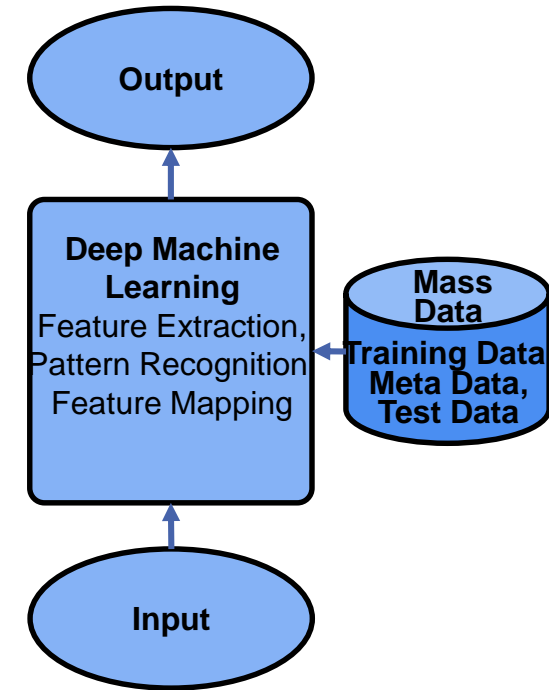 Output
Deep Machine
Learning
Feature Extraction,
Pattern Recognition
Feature Mapping
Mass
Data
Training Data
Meta Data,
Test Data
Input